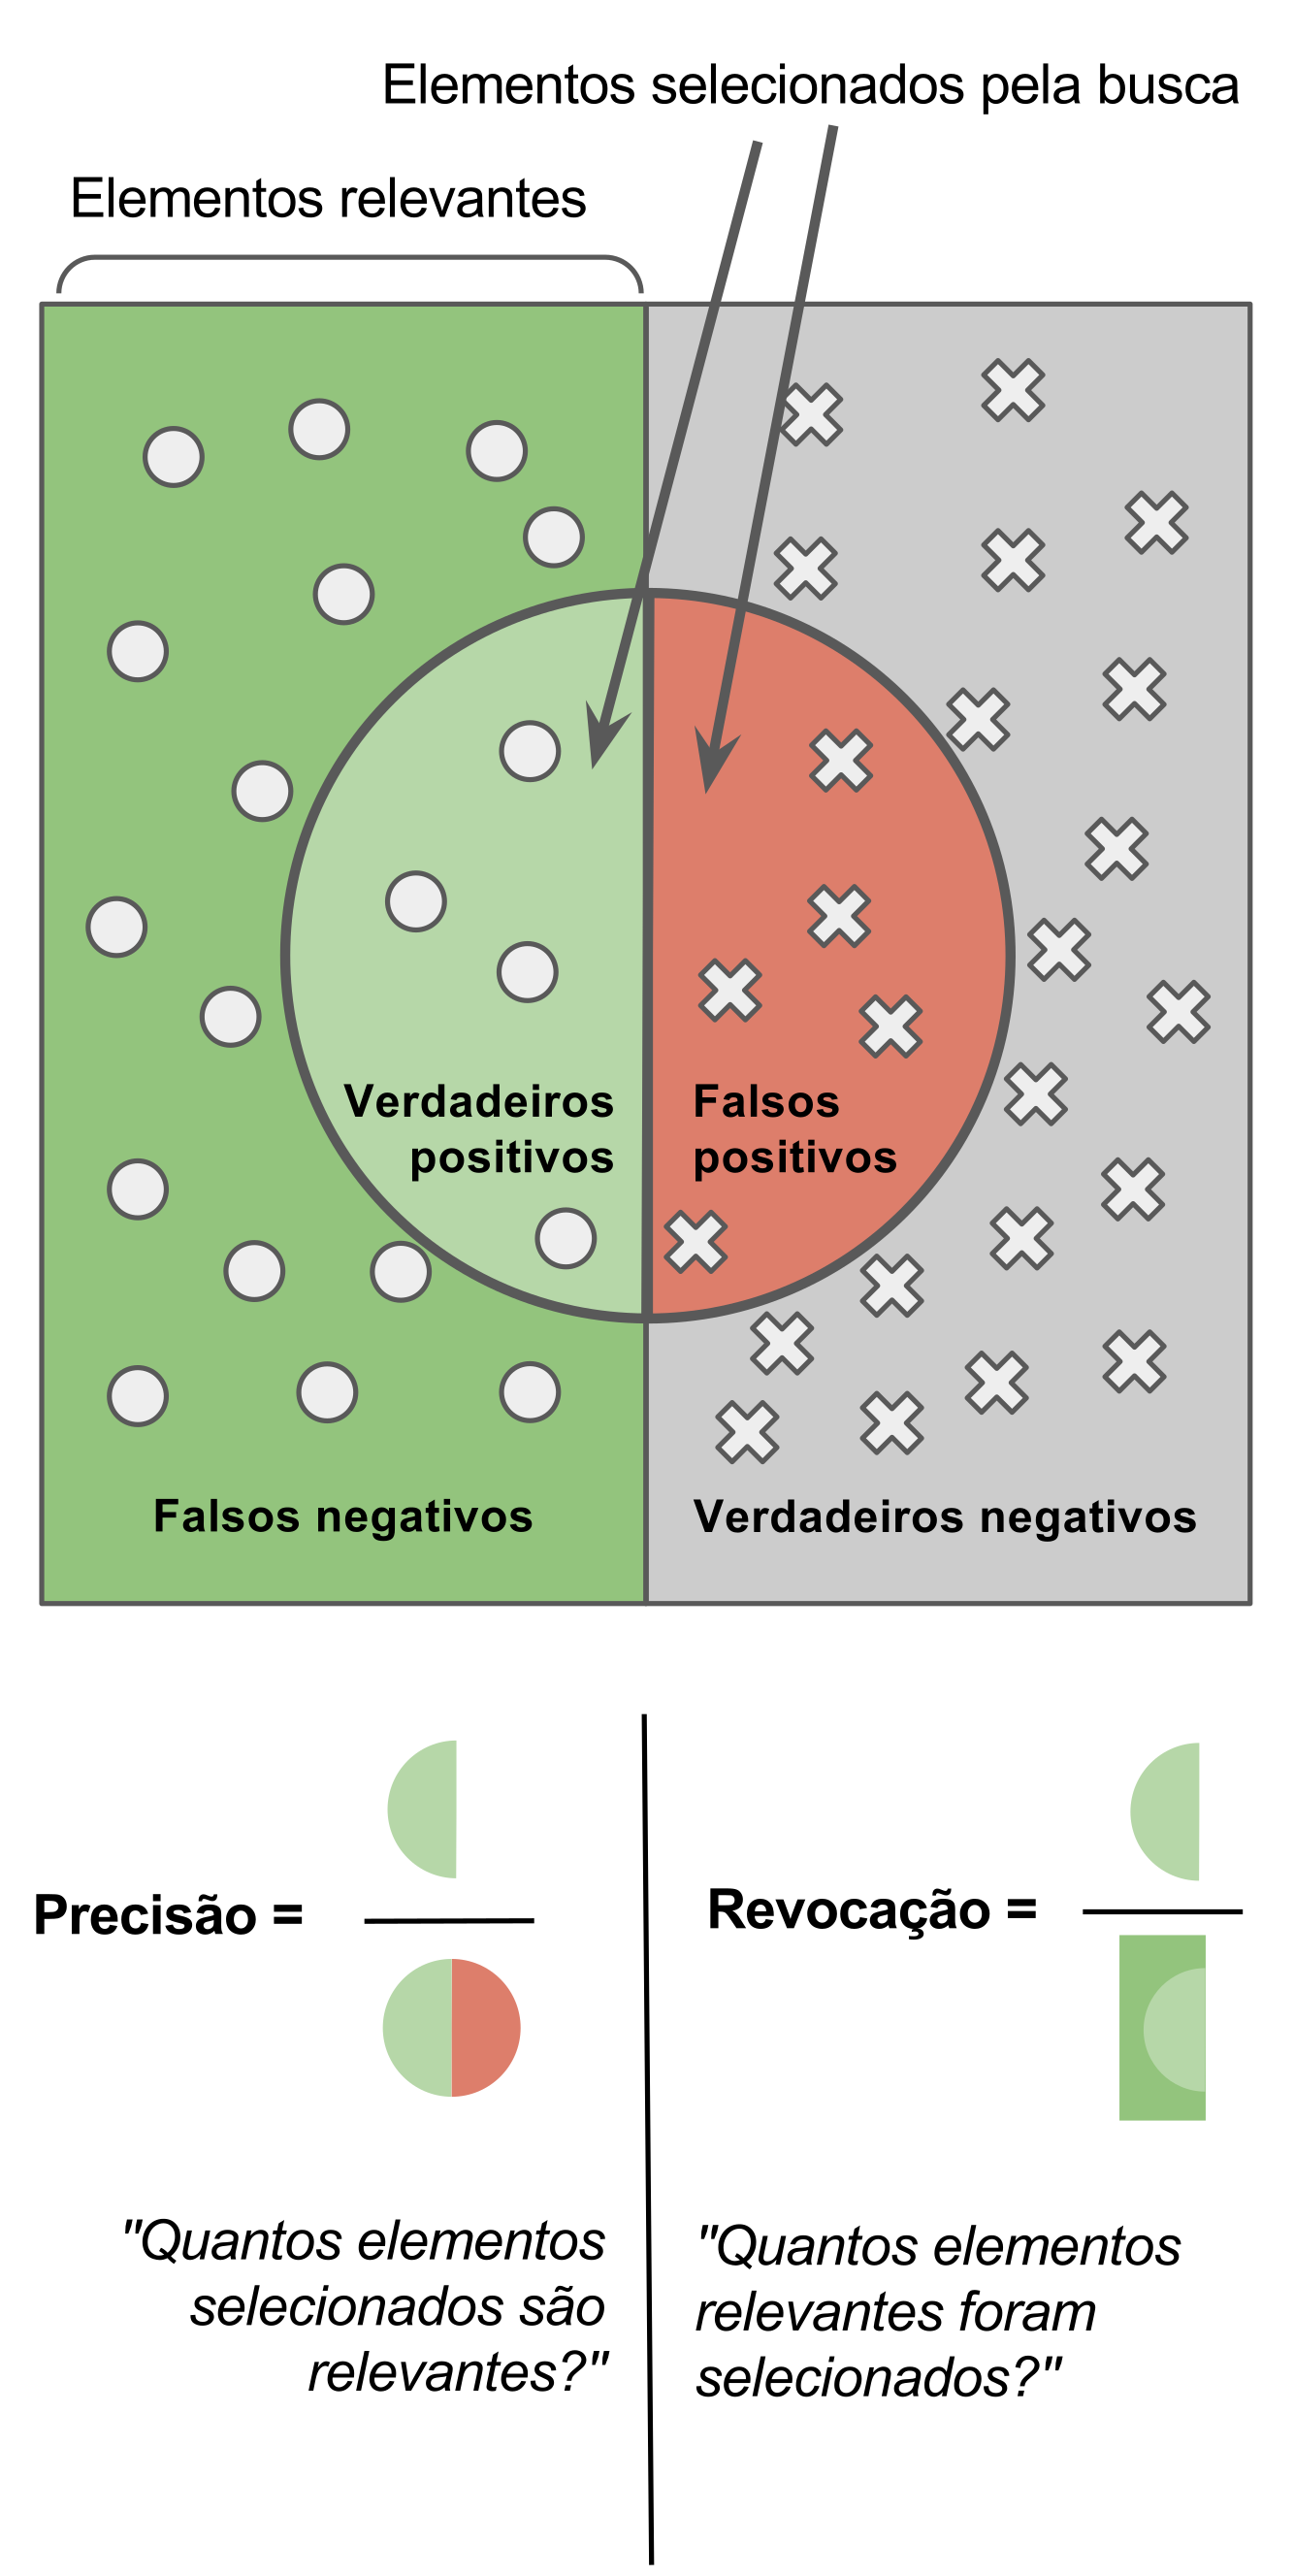 Elementos selecionados pela busca
Elementos relevantes
Verdadeiros
positivos
Falsos
positivos
Falsos negativos
Verdadeiros negativos
Precisão =
Revocação =
"Quantos elementos
selecionados são
relevantes?"
"Quantos elementos
relevantes foram
selecionados?"